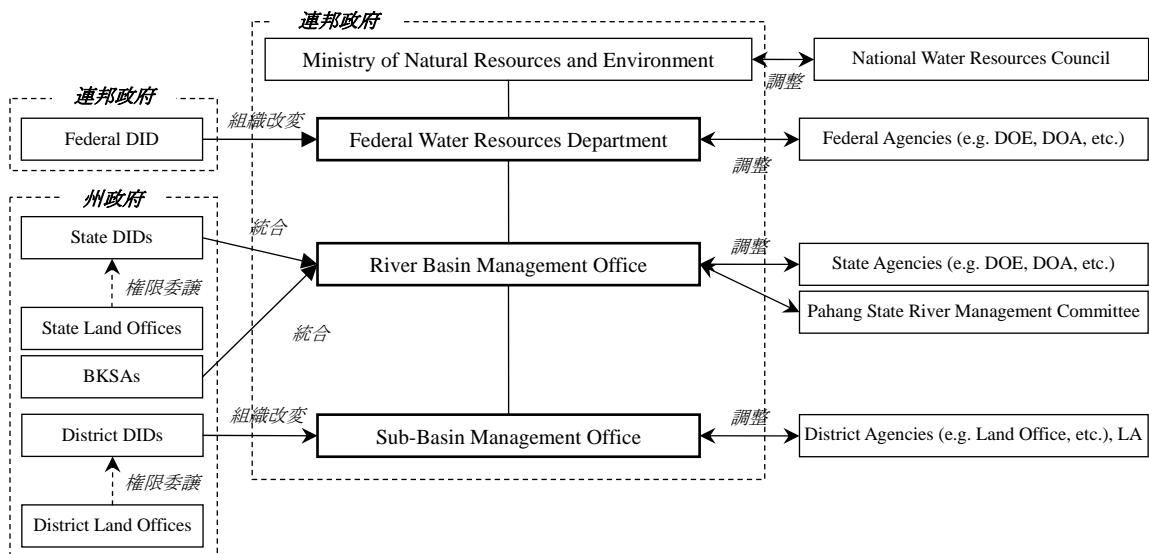 連邦政府
Ministry of Natural Resources and Environment
National Water Resources Council
調整
連邦政府
Federal DID
組織改変
Federal Water Resources Department
Federal Agencies (e.g. DOE, DOA, etc.)
調整
州政府
State DIDs
統合
River Basin Management Office
調整
State Agencies (e.g. DOE, DOA, etc.)
権限委譲
Pahang State River Management Committee
State Land Offices
統合
BKSAs
組織改変
District DIDs
Sub-Basin Management Office
調整
District Agencies (e.g. Land Office, etc.), LA
権限委譲
District Land Offices